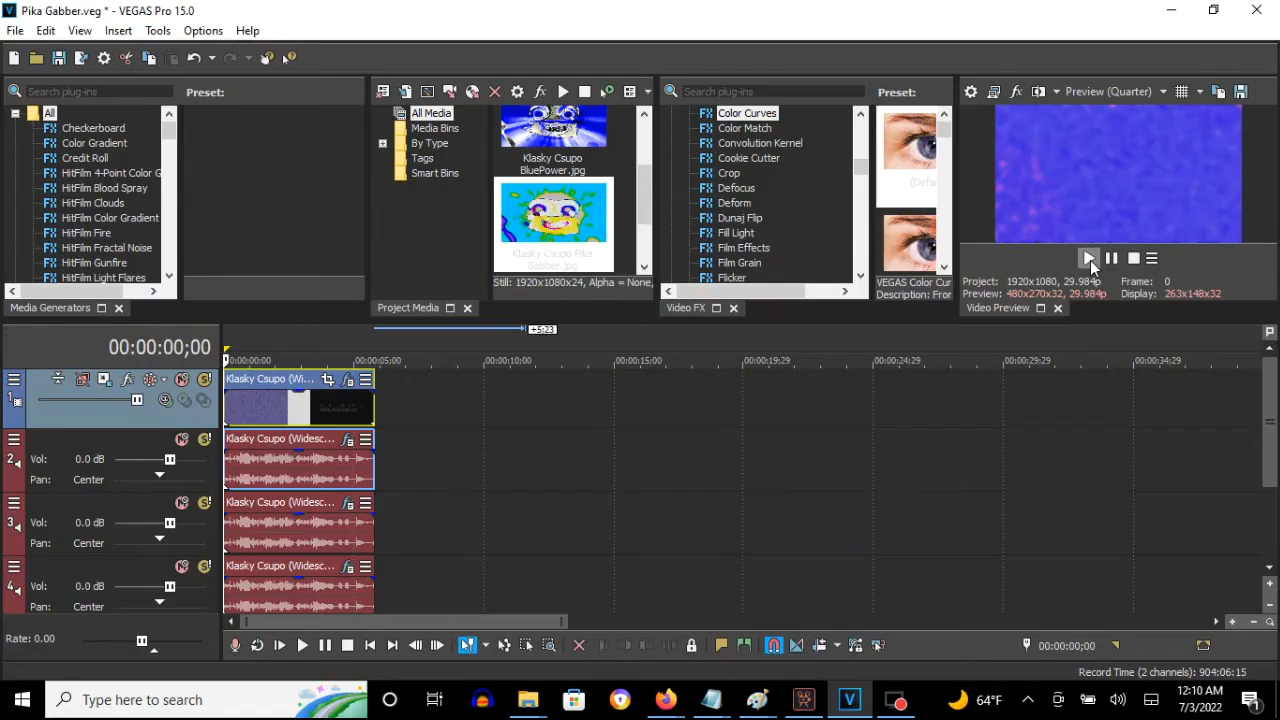 Pika Gabber.veg * - VEGAS Pro 15.0
File Edit View Insert Tools Options Help
Search plug-ins
Preset:
All
Checkerboard
Color Gradient
Credit Roll
HitFilm 4-Point Color G
HitFilm Blood Spray
HitFilm Clouds
HitFilm Color Gradient
HitFilm Fire
HitFilm Fractal Noise
HitFilm Gunfire
HitFilm Light Flares
Media Generators
All Media
Media Bins
By Type
Tags
Smart Bins
Klasky Csupo
BluePower.jpg
Klasky Csupo Pika
Gabber.jpg
Still: 1920x1080x24, Alpha = None,
Project Media
Search plug-ins
Preset:
Color Curves
Color Match
Convolution Kernel
Cookie Cutter
Crop
Defocus
Deform
Dunaj Flip
Fill Light
Film Effects
Film Grain
Flicker
(Defau
VEGAS Color Cur
Description: Fron
Video FX
Preview (Quarter)
Project: 1920x1080, 29.984p Frame: 0
Preview: 480x270x32, 29.984p Display: 263x148x32
Video Preview
+5;23
00:00:00;00
00:00:00;00 00:00:05;00 00:00:10;00 00:00:15;00 00:00:19;29 00:00:24;29 00:00:29;29 00:00:34;29
1
Klasky Csupo (Wi...
2
Vol: 0.0 dB
Pan: Center
Klasky Csupo (Widesc...
3
Vol: 0.0 dB
Pan: Center
Klasky Csupo (Widesc...
4
Vol: 0.0 dB
Pan: Center
Klasky Csupo (Widesc...
Rate: 0.00
00:00:00;00
Record Time (2 channels): 904:06:15
Type here to search
64°F
12:10 AM
7/3/2022
1